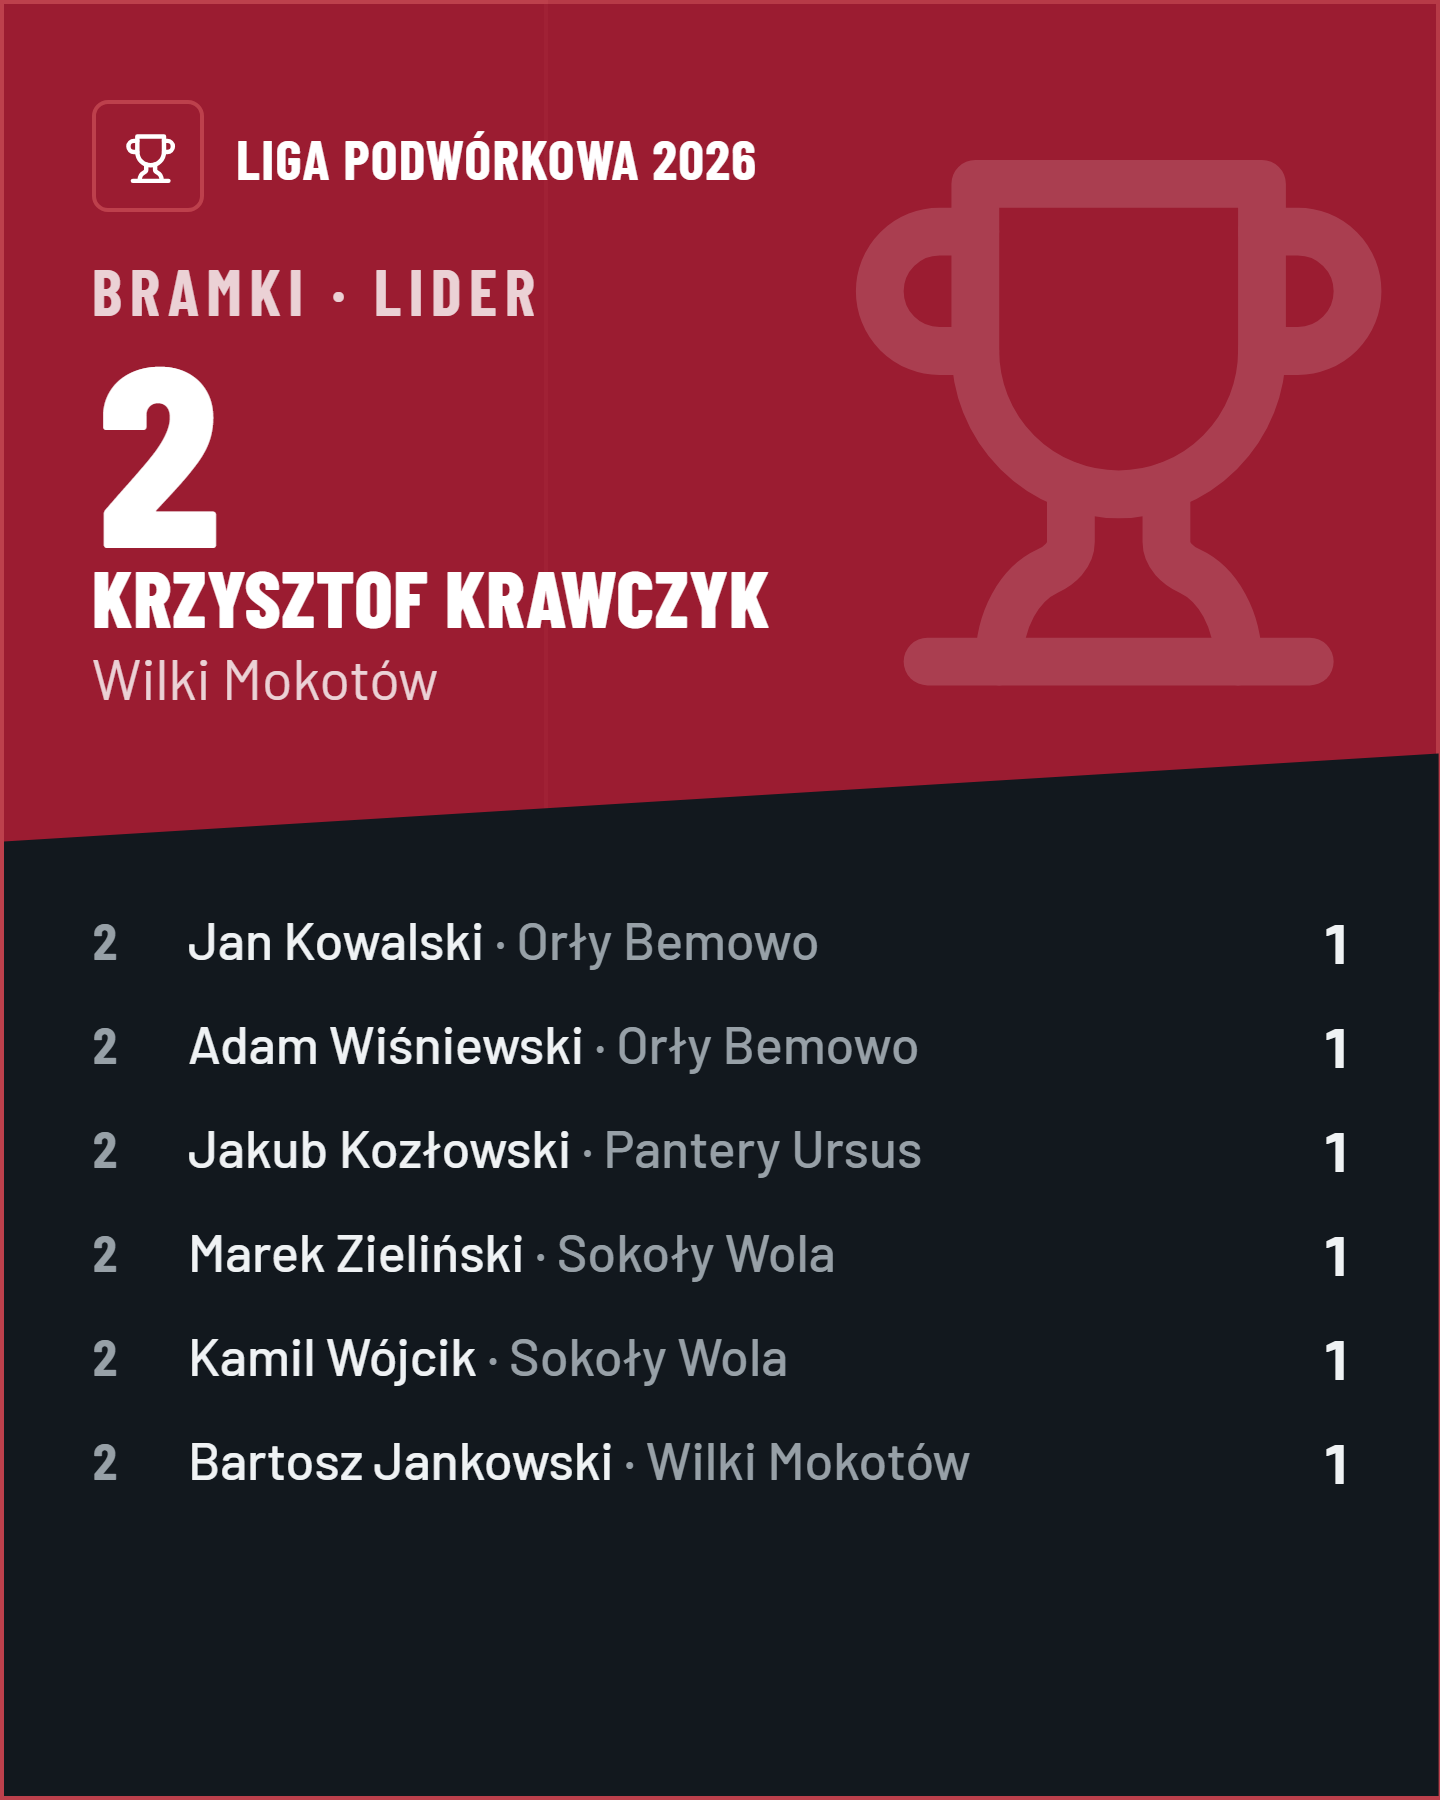 LIGA PODWÓRKOWA 2026
BRAMKI · LIDER
2
KRZYSZTOF KRAWCZYK
Wilki Mokotów
2 Jan Kowalski · Orły Bemowo 1
2 Adam Wiśniewski · Orły Bemowo 1
2 Jakub Kozłowski · Pantery Ursus 1
2 Marek Zieliński · Sokoły Wola 1
2 Kamil Wójcik · Sokoły Wola 1
2 Bartosz Jankowski · Wilki Mokotów 1